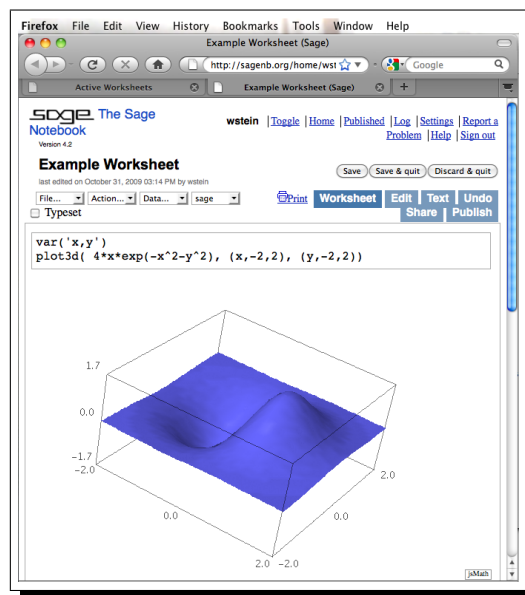 Firefox File Edit View History Bookmarks Tools Window Help
Example Worksheet (Sage)
http://sagenb.org/home/wst
Google
Active Worksheets
Example Worksheet (Sage)
sage The Sage
Notebook
Version 4.2
wstein | Toggle | Home | Published | Log | Settings | Report a
Problem | Help | Sign out
Example Worksheet
last edited on October 31, 2009 03:14 PM by wstein
Save Save & quit Discard & quit
File... Action... Data... sage
Print Worksheet Edit Text Undo
Share Publish
Typeset
var('x,y')
plot3d( 4*x*exp(-x^2-y^2), (x,-2,2), (y,-2,2))
1.7
0.0
-1.7
-2.0
0.0
2.0
-2.0
0.0
2.0
jsMath